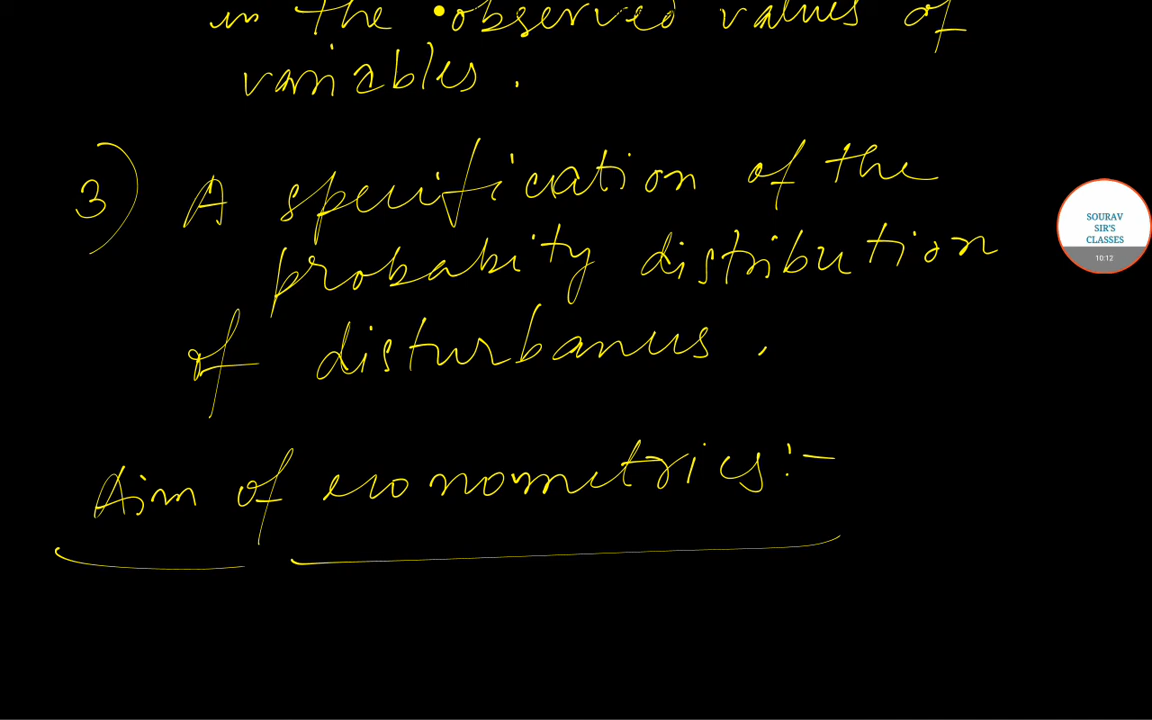 in the observed values of
variables.
3) A specification of the
probabity distribution
of disturbances.
Aim of econometrics :-
SOURAV
SIR'S
CLASSES
10:12